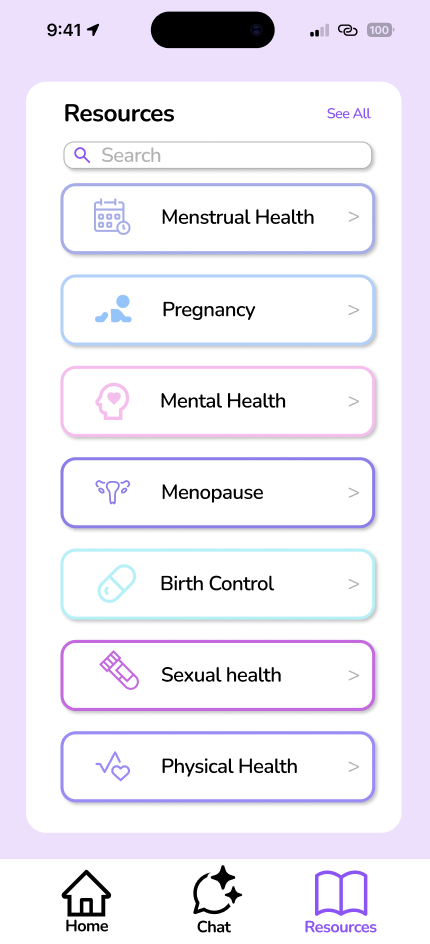 9:41
100
Resources
See All
Search
Menstrual Health >
Pregnancy >
Mental Health >
Menopause >
Birth Control >
Sexual health >
Physical Health >
Home
Chat
Resources